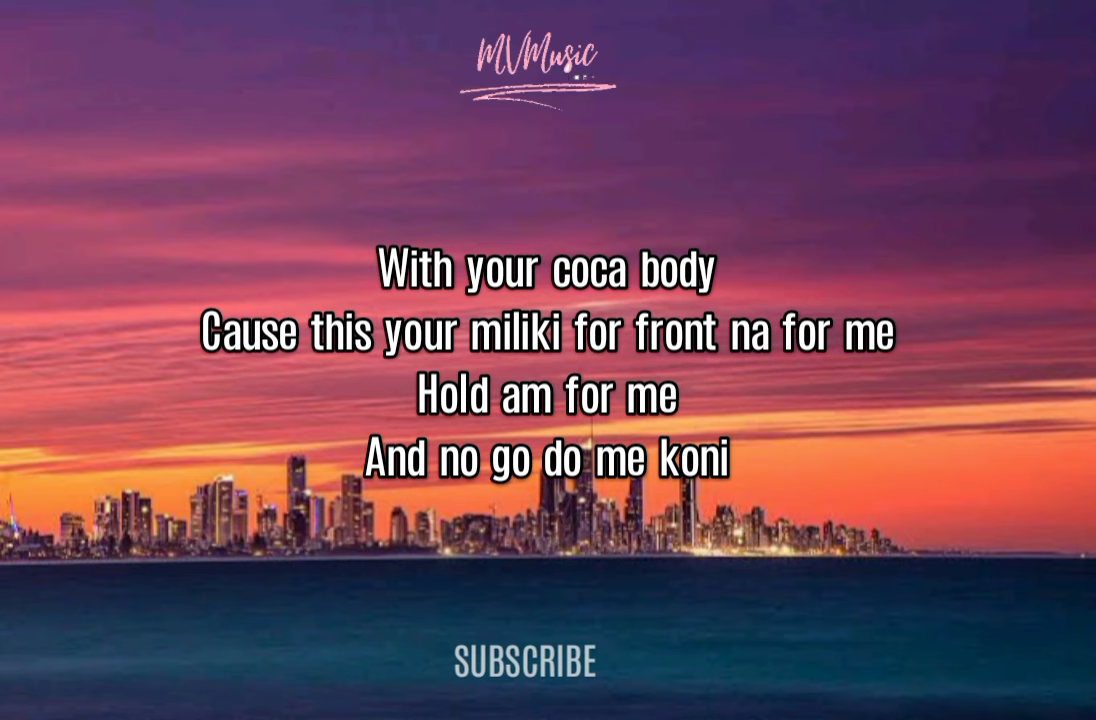 MVMusic
With your coca body
Cause this your miliki for front na for me
Hold am for me
And no go do me koni
SUBSCRIBE